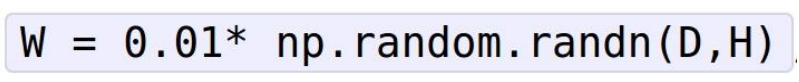 W = 0.01* np.random.randn(D,H)